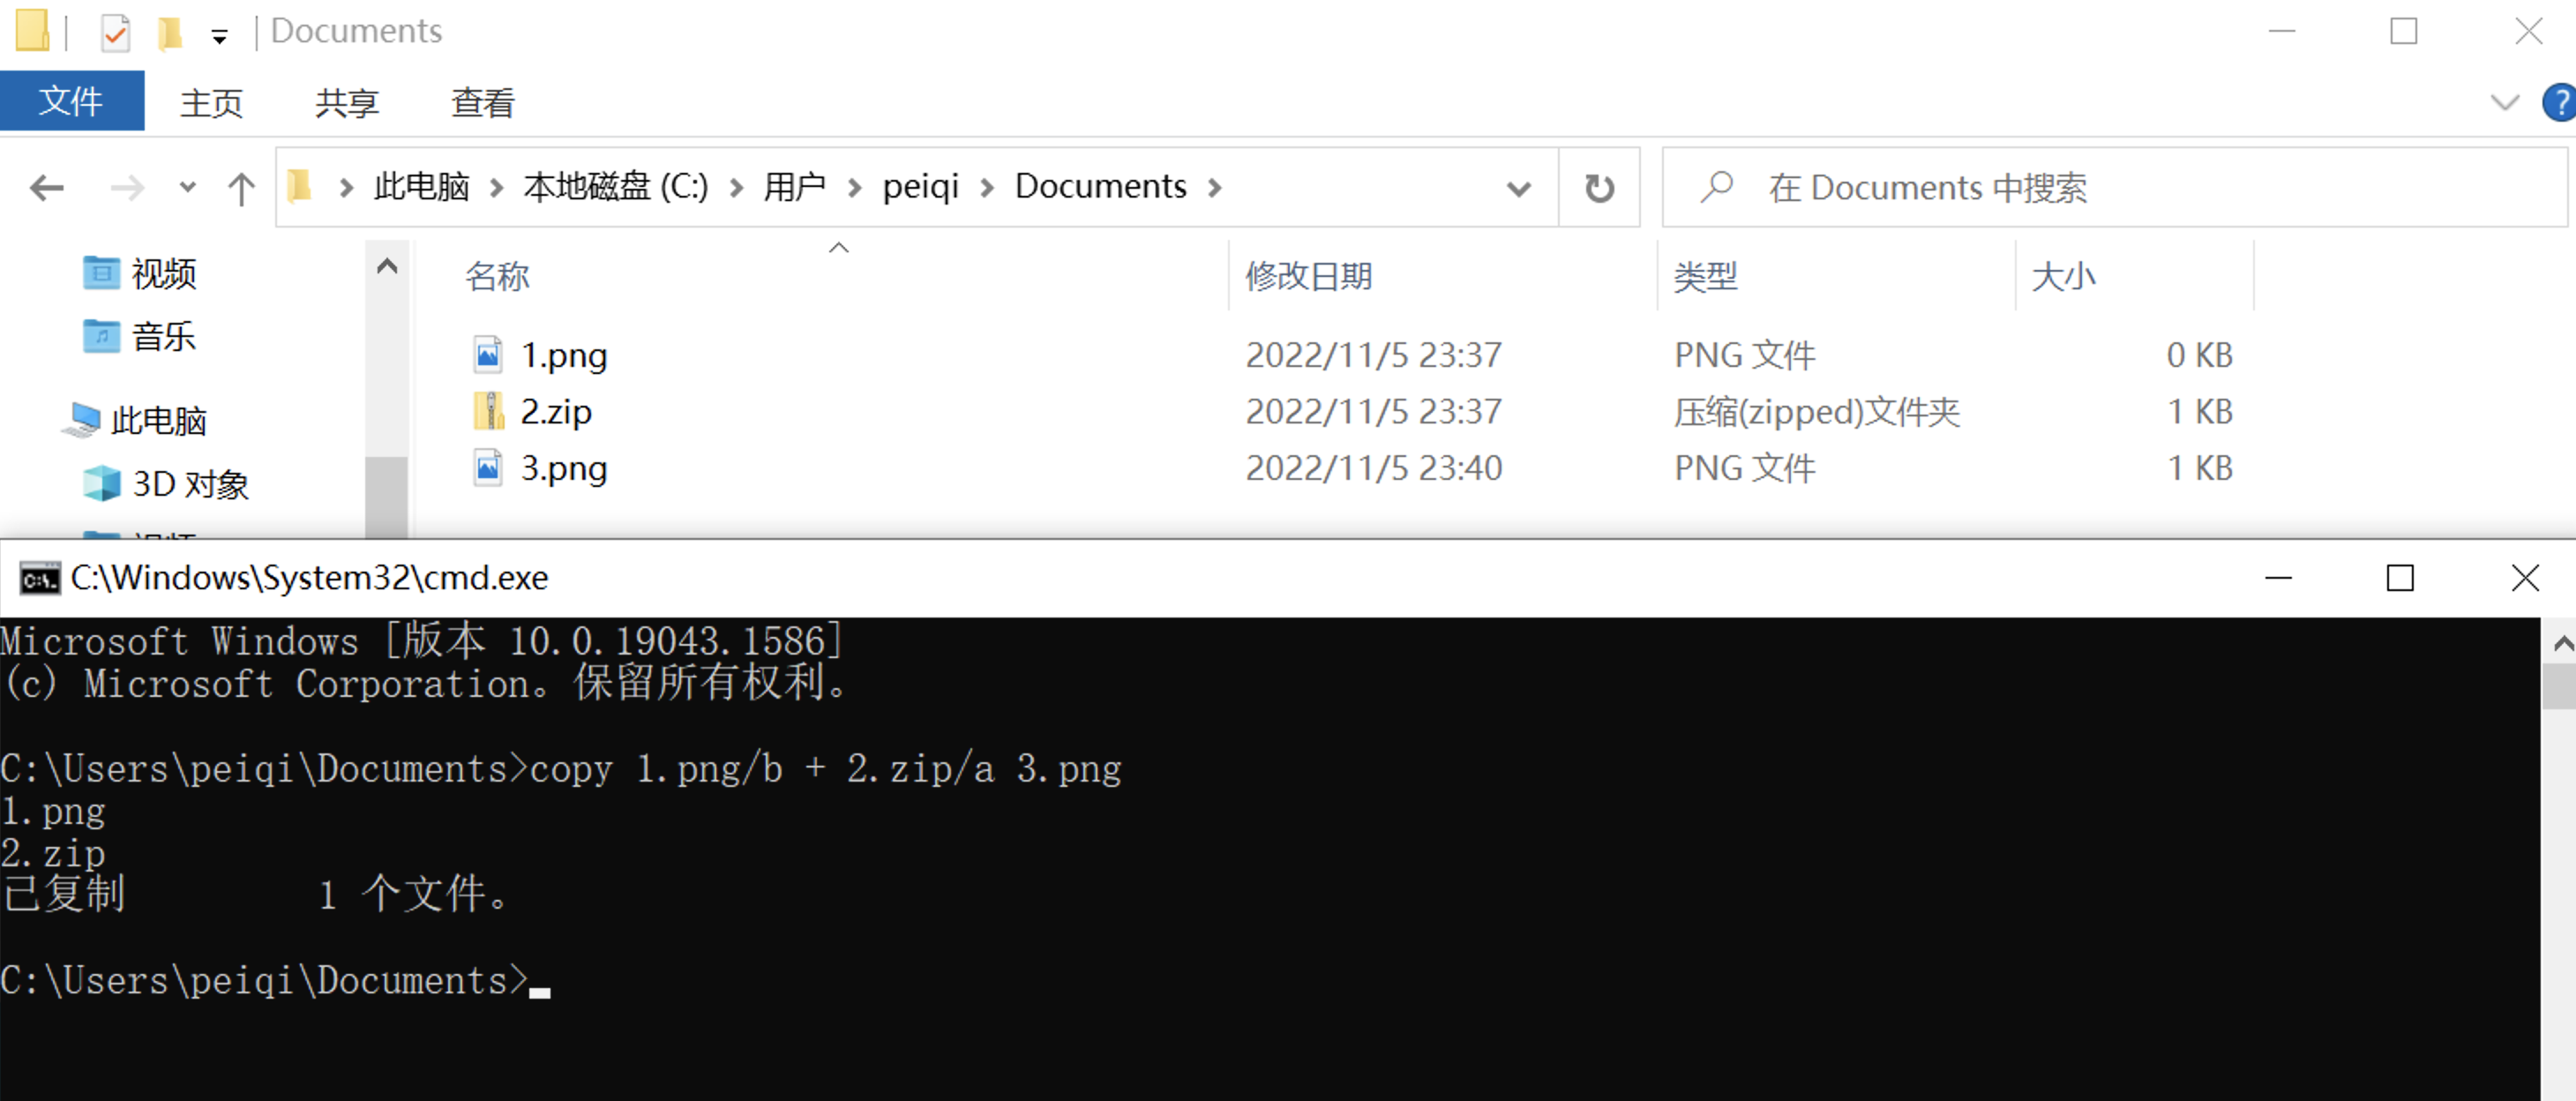 Documents
文件 主页 共享 查看
此电脑 本地磁盘 (C:) 用户 peiqi Documents 在 Documents 中搜索
视频
音乐
此电脑
3D 对象
名称 修改日期 类型 大小
1.png 2022/11/5 23:37 PNG 文件 0 KB
2.zip 2022/11/5 23:37 压缩(zipped)文件夹 1 KB
3.png 2022/11/5 23:40 PNG 文件 1 KB
C:\Windows\System32\cmd.exe
Microsoft Windows [版本 10.0.19043.1586]
(c) Microsoft Corporation。保留所有权利。
C:\Users\peiqi\Documents>copy 1.png/b + 2.zip/a 3.png
1.png
2.zip
已复制         1 个文件。
C:\Users\peiqi\Documents>